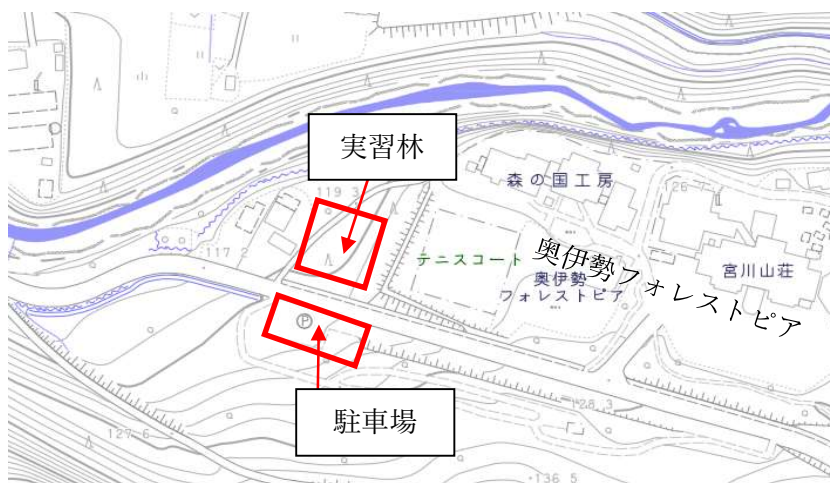 実習林
森の国工房
119.3
126.7
テニスコート
奥伊勢フォレストピア
宮川山荘
117.2
奥伊勢
フォレストピア
P
駐車場
128.3
127.6
136.5